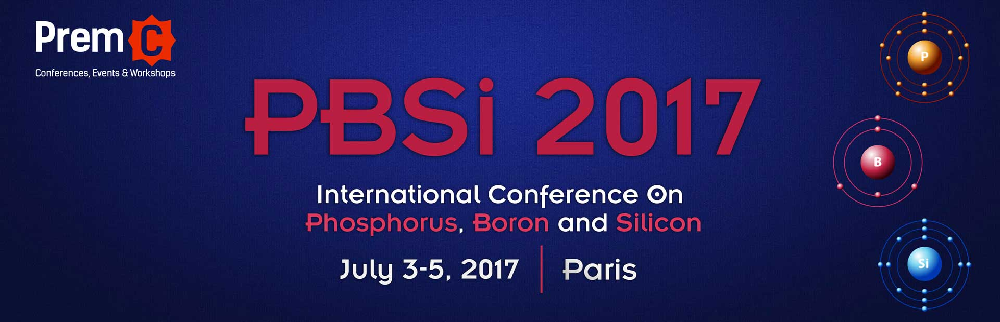 Prem C
Conferences, Events & Workshops
PBSi 2017
International Conference On
Phosphorus, Boron and Silicon
July 3-5, 2017 | Paris
P
B
Si